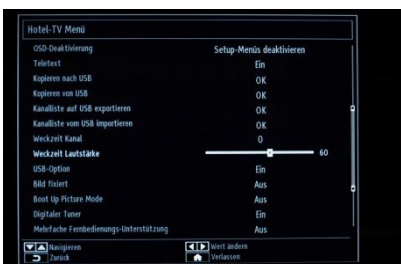 Hotel-TV Menü
OSD-Deaktivierung Setup-Menüs deaktivieren
Teletext Ein
Kopieren nach USB OK
Kopieren von USB OK
Kanalliste auf USB exportieren OK
Kanalliste vom USB importieren OK
Weckzeit Kanal 0
Weckzeit Lautstärke 60
USB-Option Ein
Bild fixiert Aus
Boot Up Picture Mode Aus
Digitaler Tuner Ein
Mehrfache Fernbedienungs-Unterstützung Aus
Navigieren Wert ändern
Zurück Verlassen